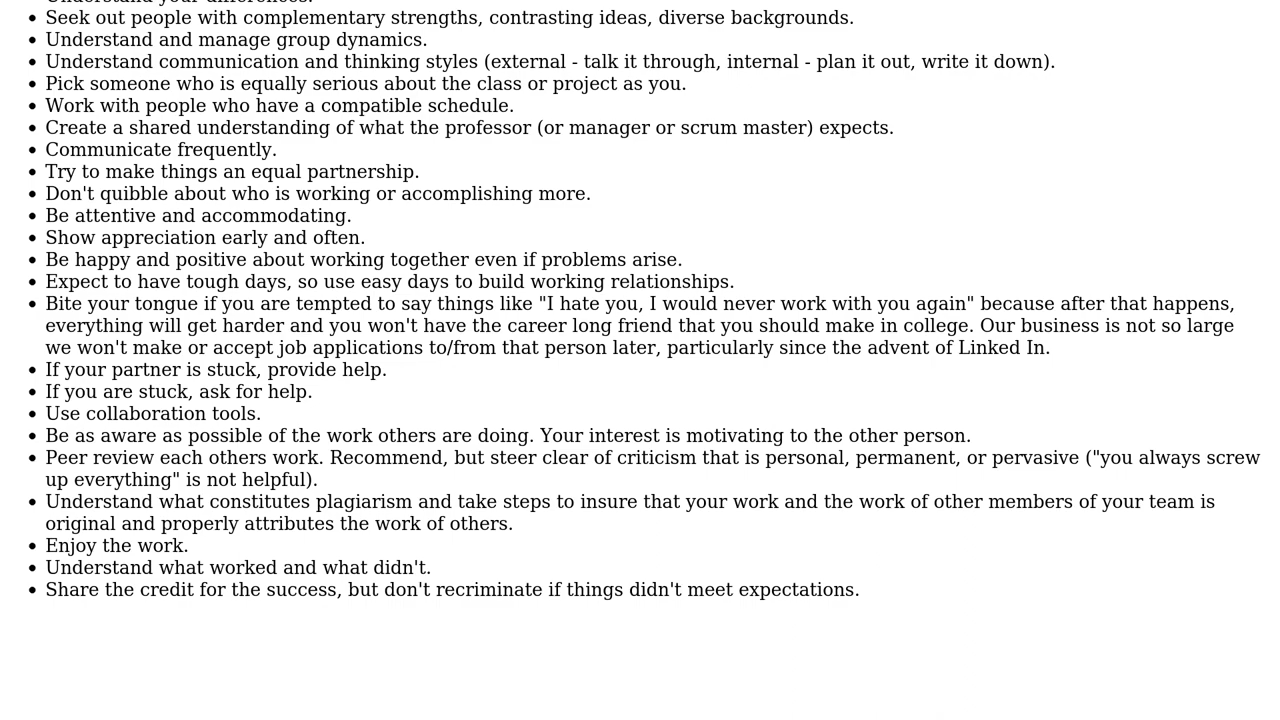 Understand your differences.
• Seek out people with complementary strengths, contrasting ideas, diverse backgrounds.
• Understand and manage group dynamics.
• Understand communication and thinking styles (external - talk it through, internal - plan it out, write it down).
• Pick someone who is equally serious about the class or project as you.
• Work with people who have a compatible schedule.
• Create a shared understanding of what the professor (or manager or scrum master) expects.
• Communicate frequently.
• Try to make things an equal partnership.
• Don't quibble about who is working or accomplishing more.
• Be attentive and accommodating.
• Show appreciation early and often.
• Be happy and positive about working together even if problems arise.
• Expect to have tough days, so use easy days to build working relationships.
• Bite your tongue if you are tempted to say things like "I hate you, I would never work with you again" because after that happens,
everything will get harder and you won't have the career long friend that you should make in college. Our business is not so large
we won't make or accept job applications to/from that person later, particularly since the advent of Linked In.
• If your partner is stuck, provide help.
• If you are stuck, ask for help.
• Use collaboration tools.
• Be as aware as possible of the work others are doing. Your interest is motivating to the other person.
• Peer review each others work. Recommend, but steer clear of criticism that is personal, permanent, or pervasive ("you always screw
up everything" is not helpful).
• Understand what constitutes plagiarism and take steps to insure that your work and the work of other members of your team is
original and properly attributes the work of others.
• Enjoy the work.
• Understand what worked and what didn't.
• Share the credit for the success, but don't recriminate if things didn't meet expectations.